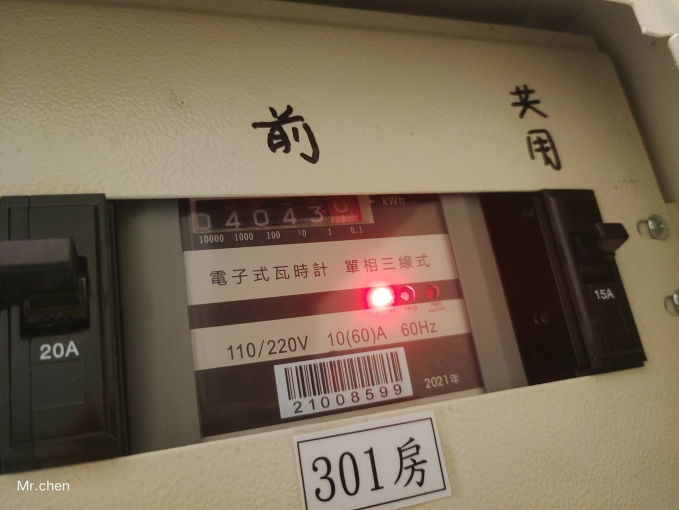 前
共用
04043
kWh
10000 1000 100 10 1 0.1
電子式瓦時計 單相三線式
110/220V 10(60)A 60Hz
21008599
2021年
20A
15A
301房
Mr.chen